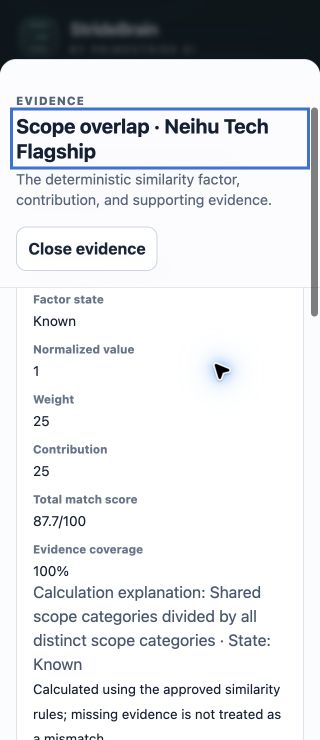 StrideBrain
EVIDENCE
Scope overlap · Neihu Tech
Flagship
The deterministic similarity factor,
contribution, and supporting evidence.
Close evidence
Factor state
Known
Normalized value
1
Weight
25
Contribution
25
Total match score
87.7/100
Evidence coverage
100%
Calculation explanation: Shared
scope categories divided by all
distinct scope categories · State:
Known
Calculated using the approved similarity
rules; missing evidence is not treated as
a mismatch